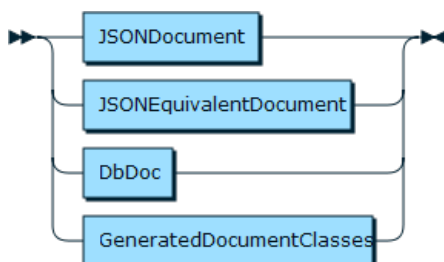 JSONDocument
JSONEquivalentDocument
DbDoc
GeneratedDocumentClasses